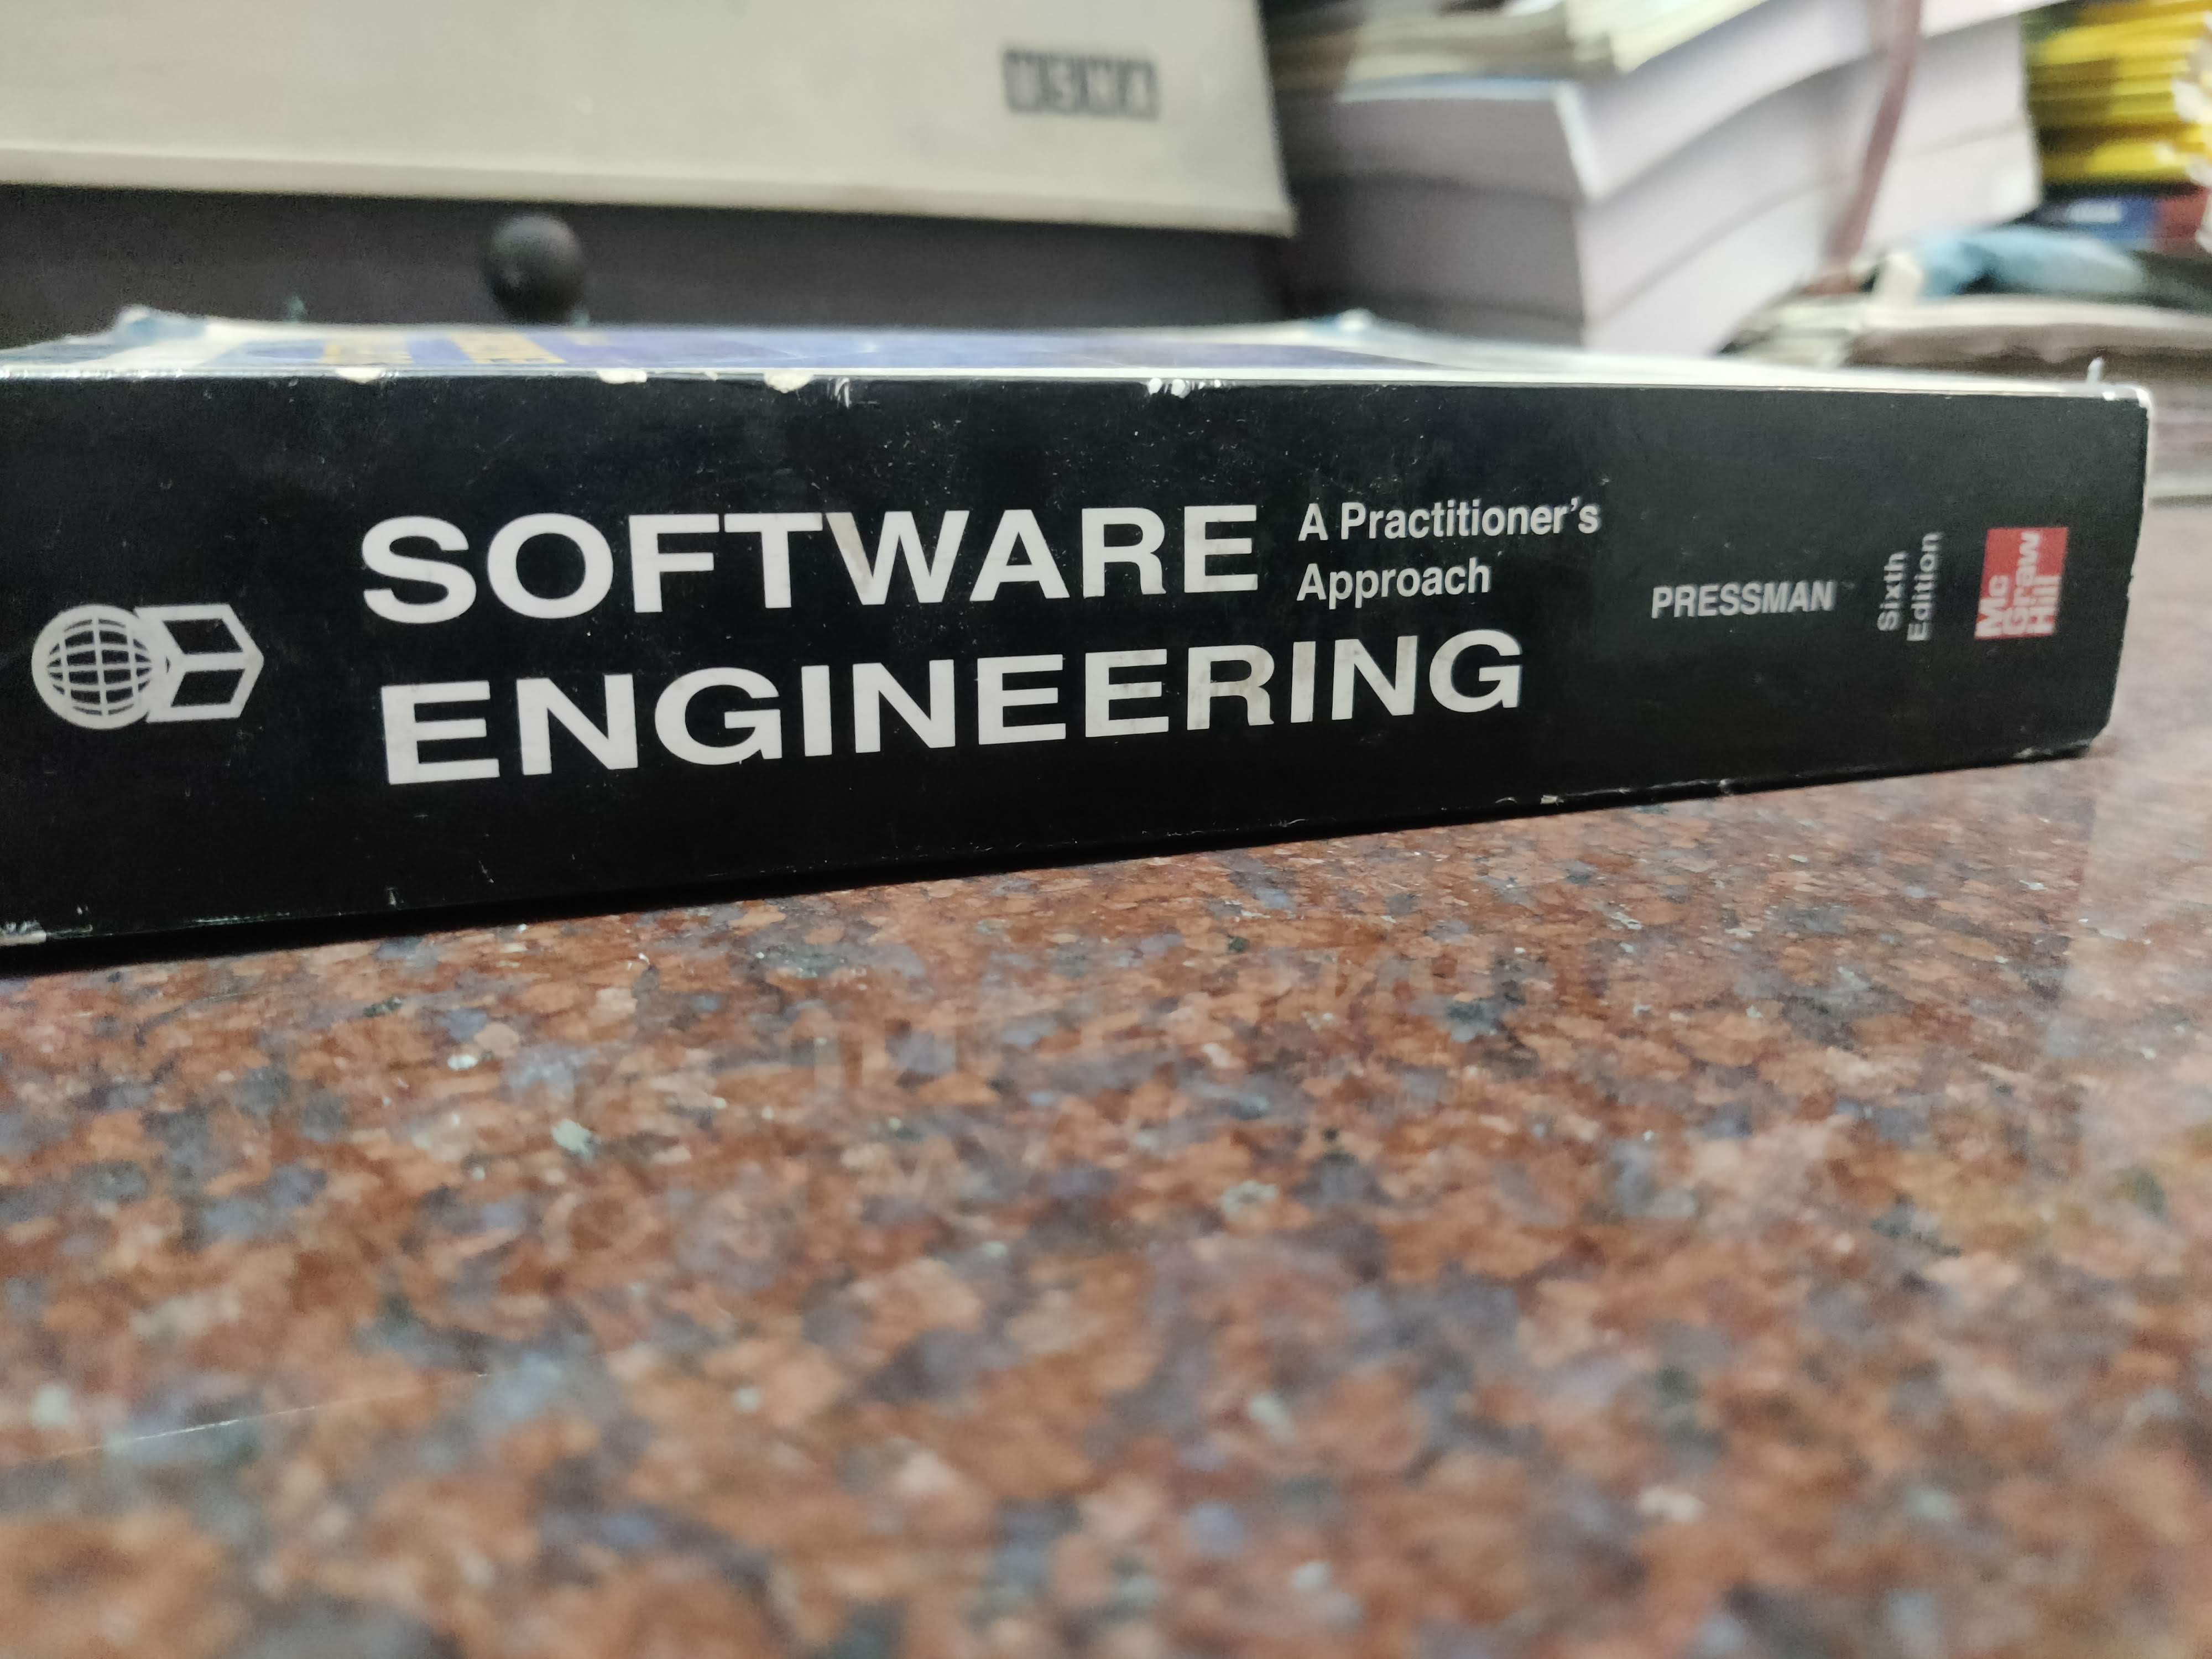 SOFTWARE
ENGINEERING
A Practitioner's
Approach
PRESSMAN
Sixth
Edition
Mc
Graw
Hill